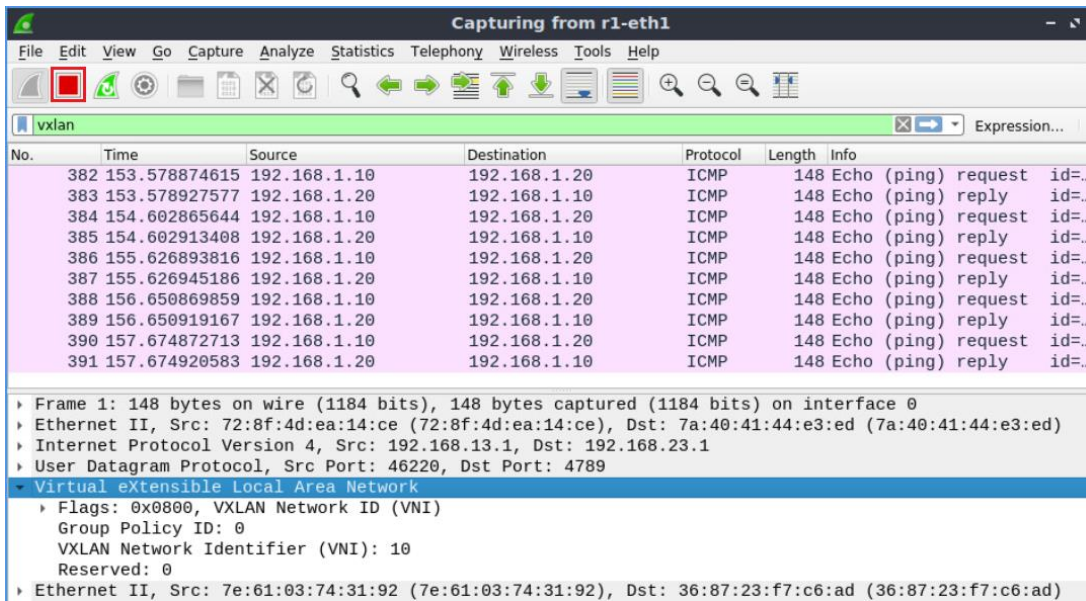 Capturing from r1-eth1
File Edit View Go Capture Analyze Statistics Telephony Wireless Tools Help
vxlan Expression...
No. Time Source Destination Protocol Length Info
382 153.578874615 192.168.1.10 192.168.1.20 ICMP 148 Echo (ping) request id=..
383 153.578927577 192.168.1.20 192.168.1.10 ICMP 148 Echo (ping) reply id=..
384 154.602865644 192.168.1.10 192.168.1.20 ICMP 148 Echo (ping) request id=..
385 154.602913408 192.168.1.20 192.168.1.10 ICMP 148 Echo (ping) reply id=..
386 155.626893816 192.168.1.10 192.168.1.20 ICMP 148 Echo (ping) request id=..
387 155.626945186 192.168.1.20 192.168.1.10 ICMP 148 Echo (ping) reply id=..
388 156.650869859 192.168.1.10 192.168.1.20 ICMP 148 Echo (ping) request id=..
389 156.650919167 192.168.1.20 192.168.1.10 ICMP 148 Echo (ping) reply id=..
390 157.674872713 192.168.1.10 192.168.1.20 ICMP 148 Echo (ping) request id=..
391 157.674920583 192.168.1.20 192.168.1.10 ICMP 148 Echo (ping) reply id=..
Frame 1: 148 bytes on wire (1184 bits), 148 bytes captured (1184 bits) on interface 0
Ethernet II, Src: 72:8f:4d:ea:14:ce (72:8f:4d:ea:14:ce), Dst: 7a:40:41:44:e3:ed (7a:40:41:44:e3:ed)
Internet Protocol Version 4, Src: 192.168.13.1, Dst: 192.168.23.1
User Datagram Protocol, Src Port: 46220, Dst Port: 4789
Virtual eXtensible Local Area Network
Flags: 0x0800, VXLAN Network ID (VNI)
Group Policy ID: 0
VXLAN Network Identifier (VNI): 10
Reserved: 0
Ethernet II, Src: 7e:61:03:74:31:92 (7e:61:03:74:31:92), Dst: 36:87:23:f7:c6:ad (36:87:23:f7:c6:ad)